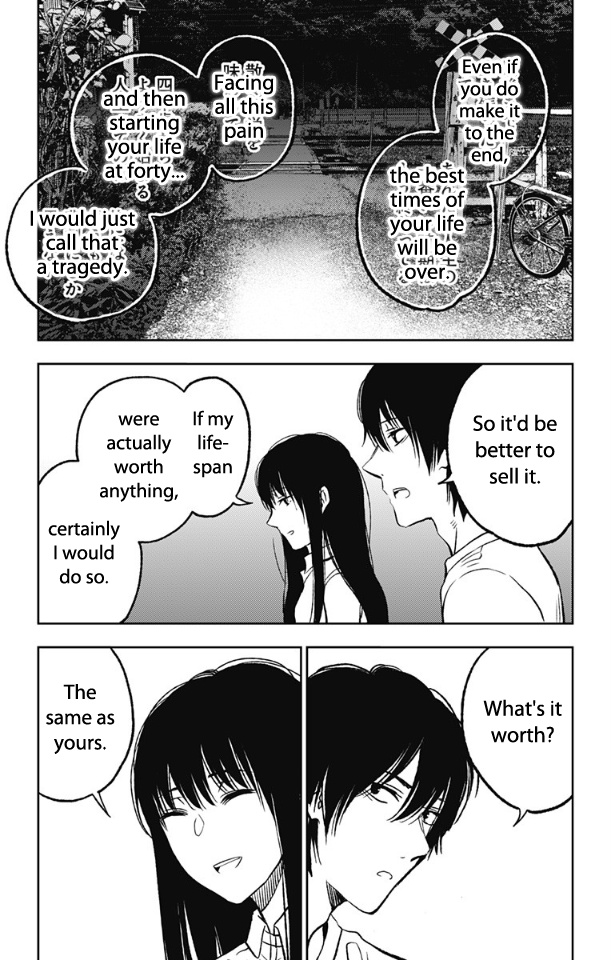 Even if
you do
make it
to the
end,
the best
times of
your life
will be
over.
Facing
all this
pain
and then
starting
your life
at forty...
I would just
call that
a tragedy.
So it'd be
better to
sell it.
If my
life-
span
were
actually
worth
anything,
certainly
I would
do so.
What's it
worth?
The
same as
yours.